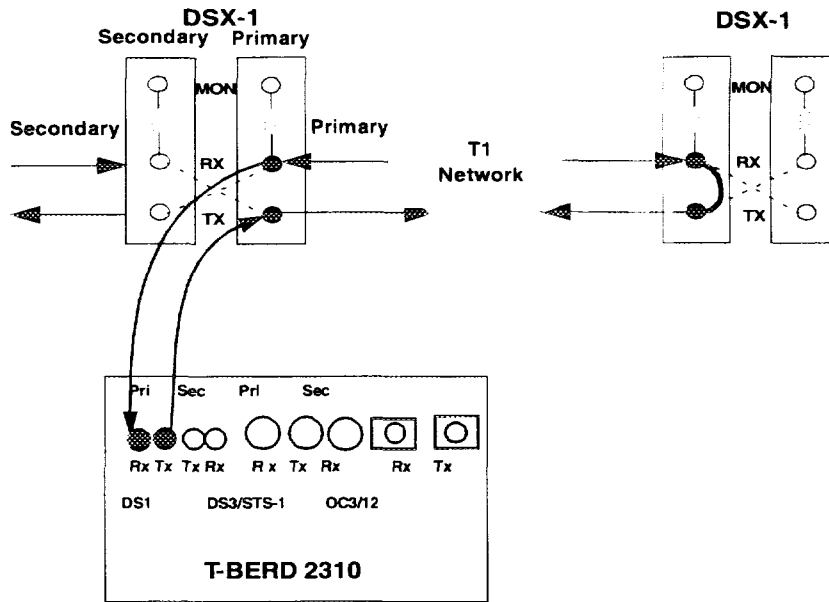 DSX-1
DSX-1
Secondary Primary
MON
MON
Secondary
Primary
RX
T1
Network
RX
TX
TX
Pri Sec Pri Sec
Rx Tx Tx Rx Rx Tx Rx Rx Tx
DS1 DS3/STS-1 OC3/12
T-BERD 2310